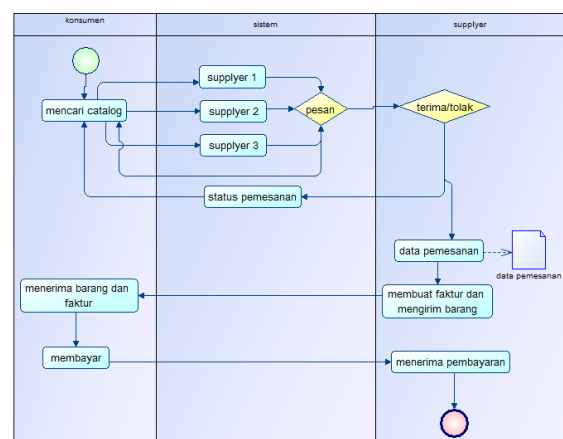 konsumen
sistem
supplyer
supplyer 1
mencari catalog
supplyer 2
pesan
terima/tolak
supplyer 3
status pemesanan
data pemesanan
data pemesanan
menerima barang dan
faktur
membuat faktur dan
mengirim barang
membayar
menerima pembayaran